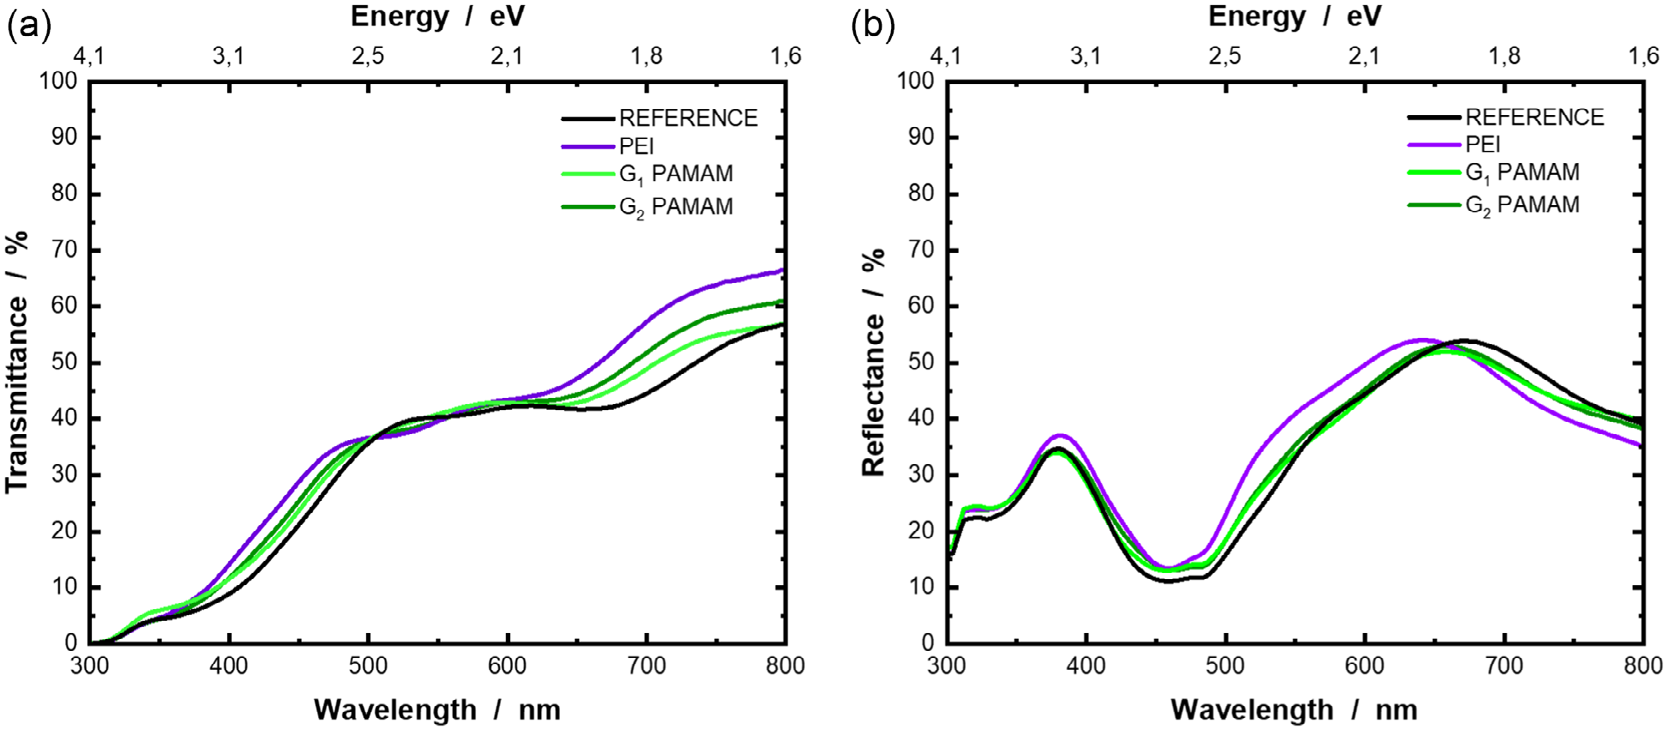 (a)
Energy / eV
4,1 3,1 2,5 2,1 1,8 1,6
100
90
80
70
60
50
40
30
20
10
0
Transmittance / %
REFERENCE
PEI
G1 PAMAM
G2 PAMAM
300 400 500 600 700 800
Wavelength / nm
(b)
Energy / eV
4,1 3,1 2,5 2,1 1,8 1,6
100
90
80
70
60
50
40
30
20
10
0
Reflectance / %
REFERENCE
PEI
G1 PAMAM
G2 PAMAM
300 400 500 600 700 800
Wavelength / nm